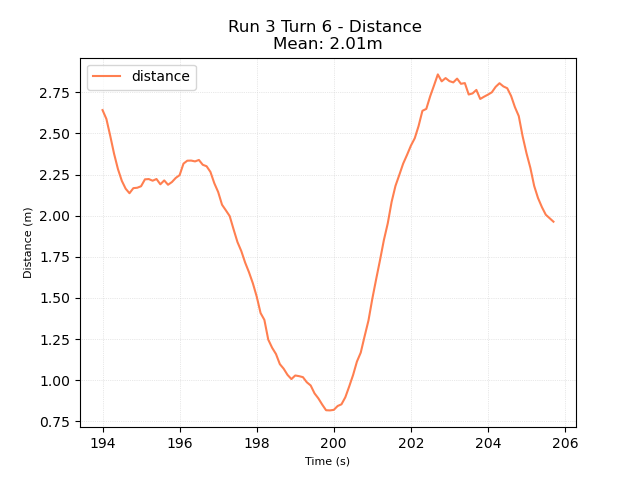 Run 3 Turn 6 - Distance
Mean: 2.01m
distance
Distance (m)
2.75
2.50
2.25
2.00
1.75
1.50
1.25
1.00
0.75
194 196 198 200 202 204 206
Time (s)